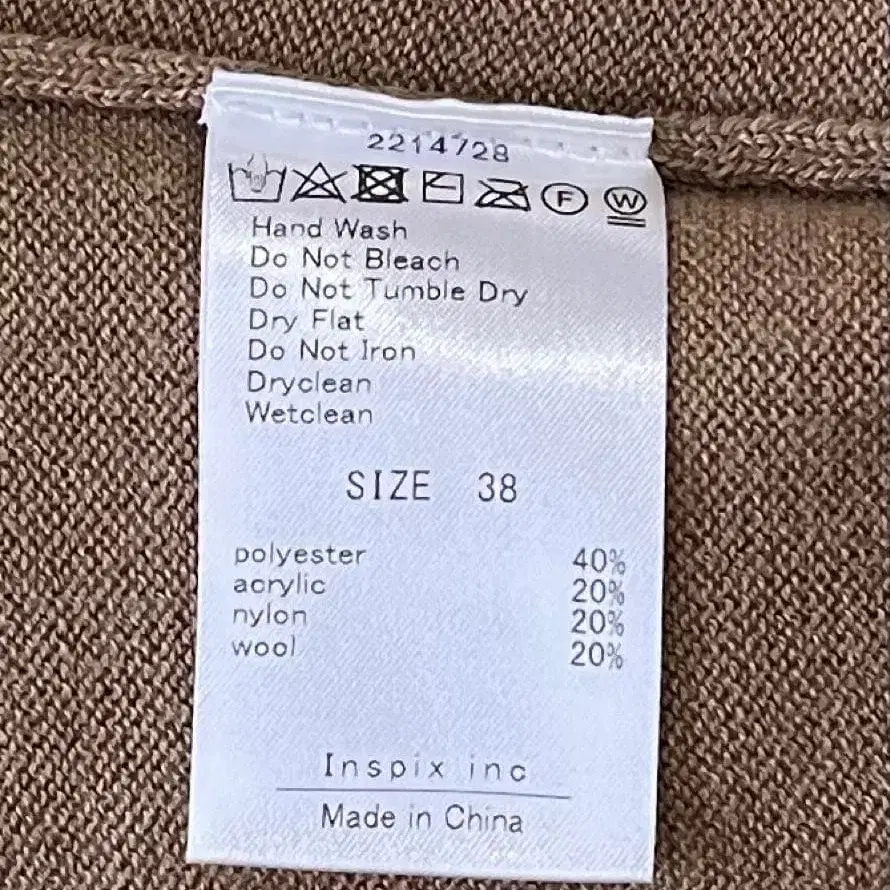 2214728
F W
Hand Wash
Do Not Bleach
Do Not Tumble Dry
Dry Flat
Do Not Iron
Dryclean
Wetclean
SIZE 38
polyester 40%
acrylic 20%
nylon 20%
wool 20%
Inspix inc
Made in China